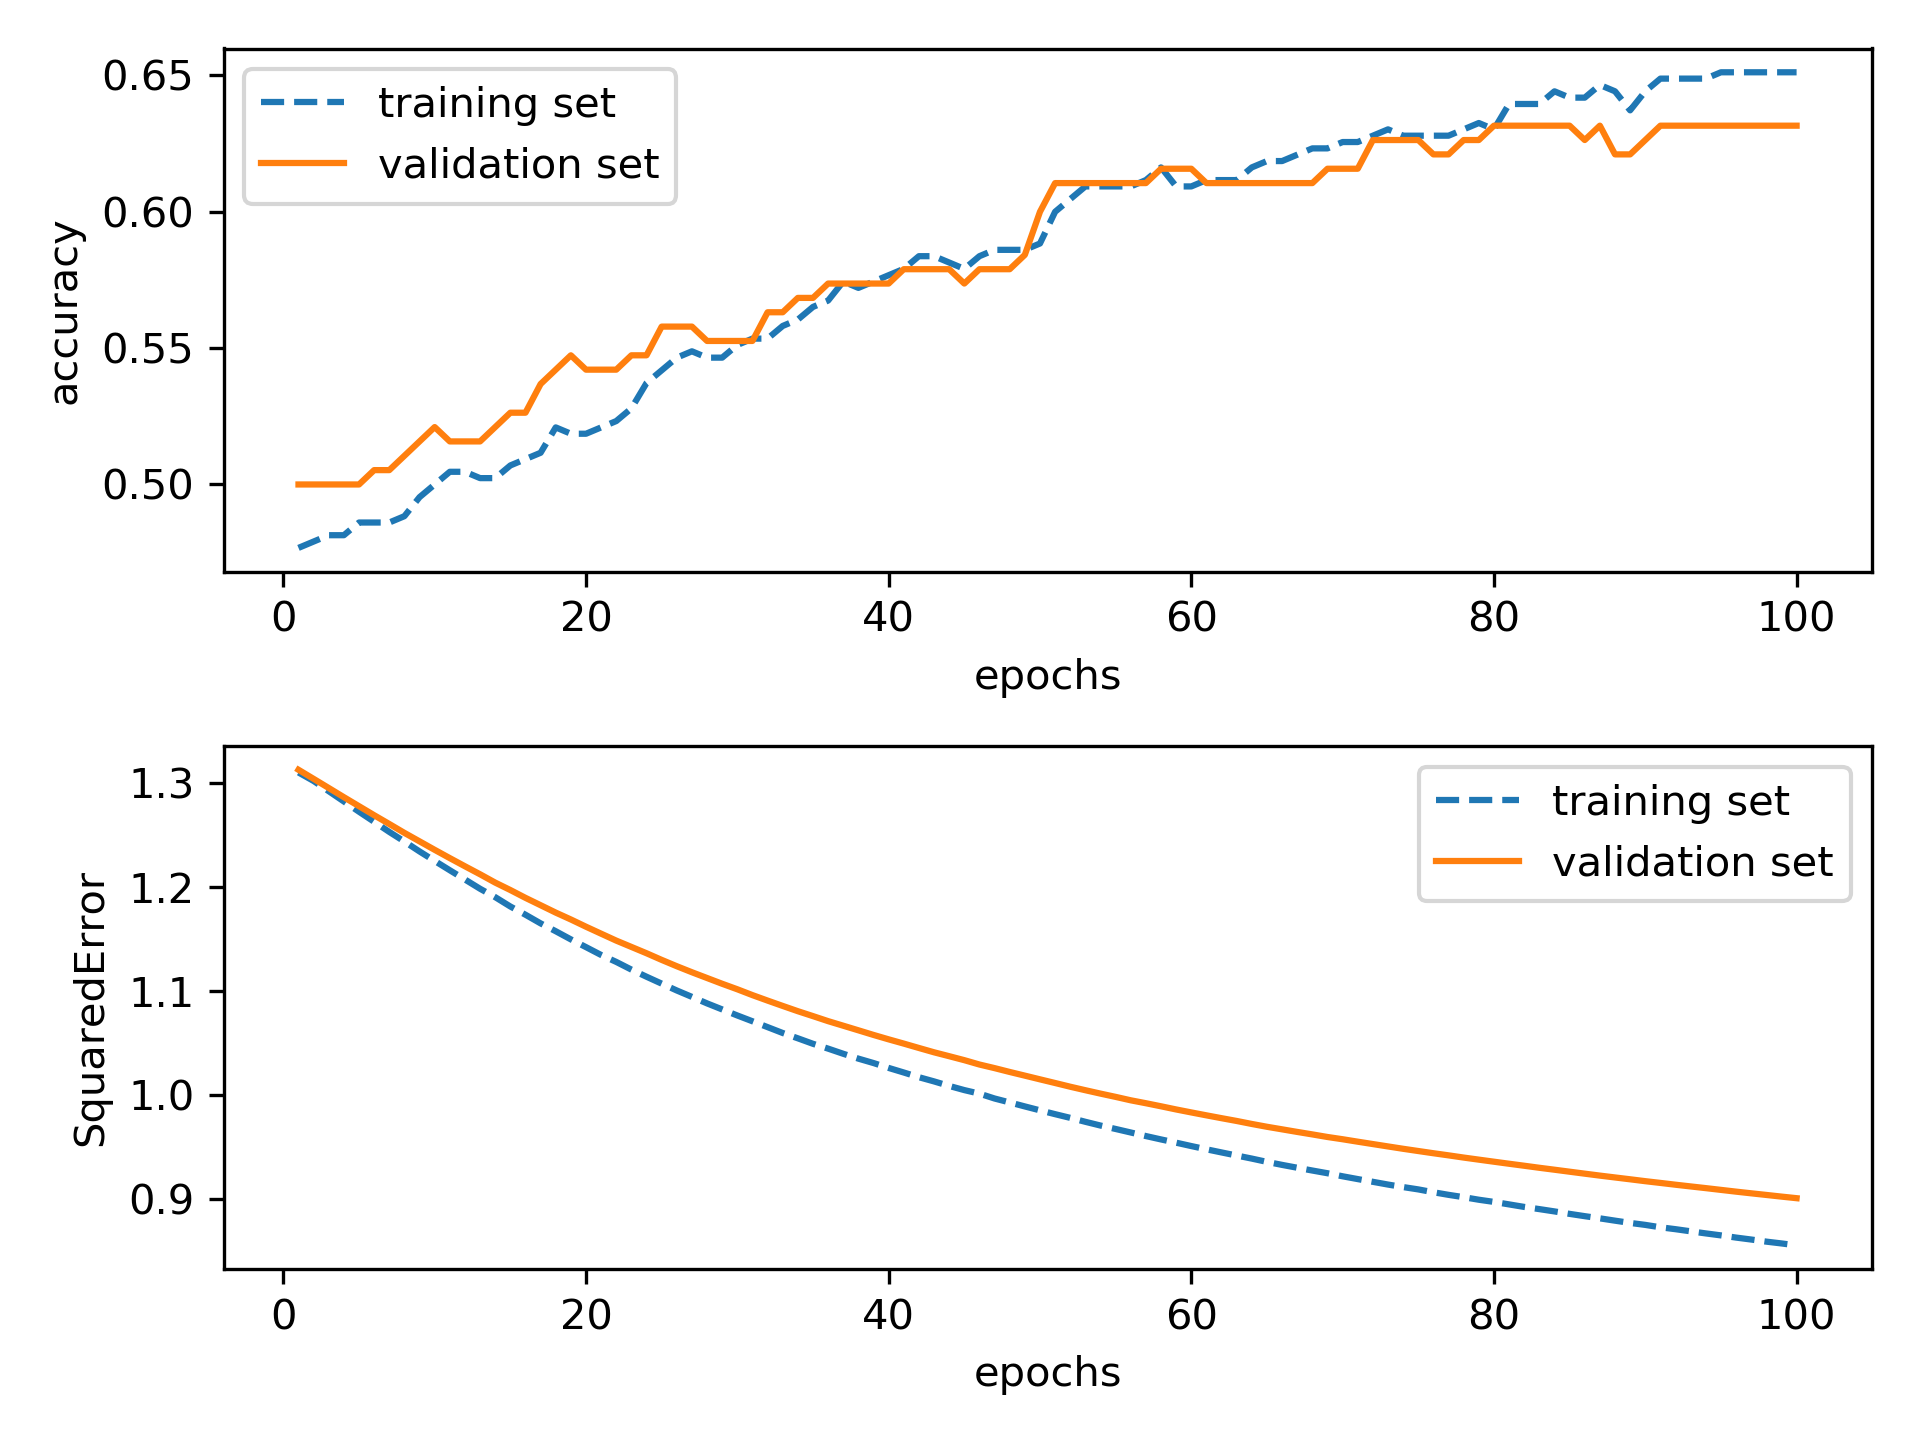 0.65
0.60
0.55
0.50
accuracy
training set
validation set
0 20 40 60 80 100
epochs
1.3
1.2
1.1
1.0
0.9
SquaredError
training set
validation set
0 20 40 60 80 100
epochs